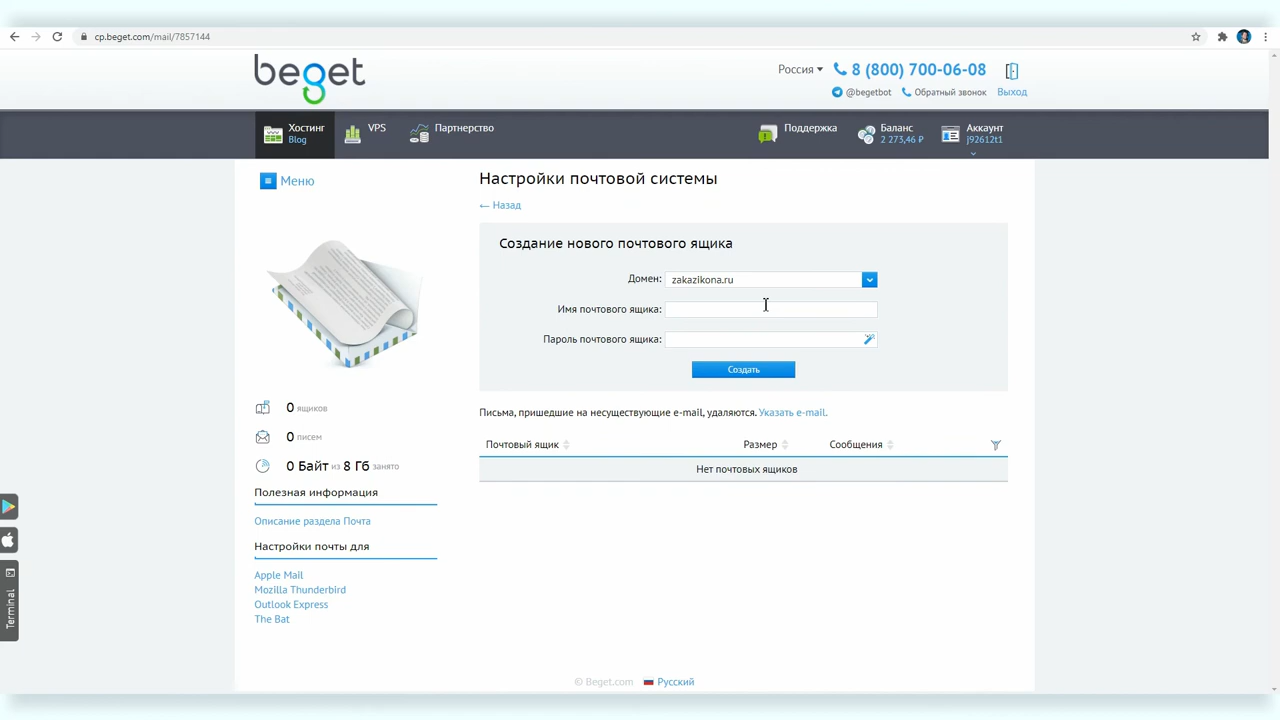 cp.beget.com/mail/7857144
beget
Россия
8 (800) 700-06-08
@begetbot
Обратный звонок
Выход
Хостинг
Blog
VPS
Партнерство
Поддержка
Баланс
2 273,46 ₽
Аккаунт
j92612t1
Меню
Настройки почтовой системы
← Назад
Создание нового почтового ящика
Домен: zakazikona.ru
Имя почтового ящика:
Пароль почтового ящика:
Создать
Письма, пришедшие на несуществующие e-mail, удаляются. Указать e-mail.
Почтовый ящик Размер Сообщения
Нет почтовых ящиков
0 ящиков
0 писем
0 Байт из 8 Гб занято
Полезная информация
Описание раздела Почта
Настройки почты для
Apple Mail
Mozilla Thunderbird
Outlook Express
The Bat
Terminal
© Beget.com
Русский